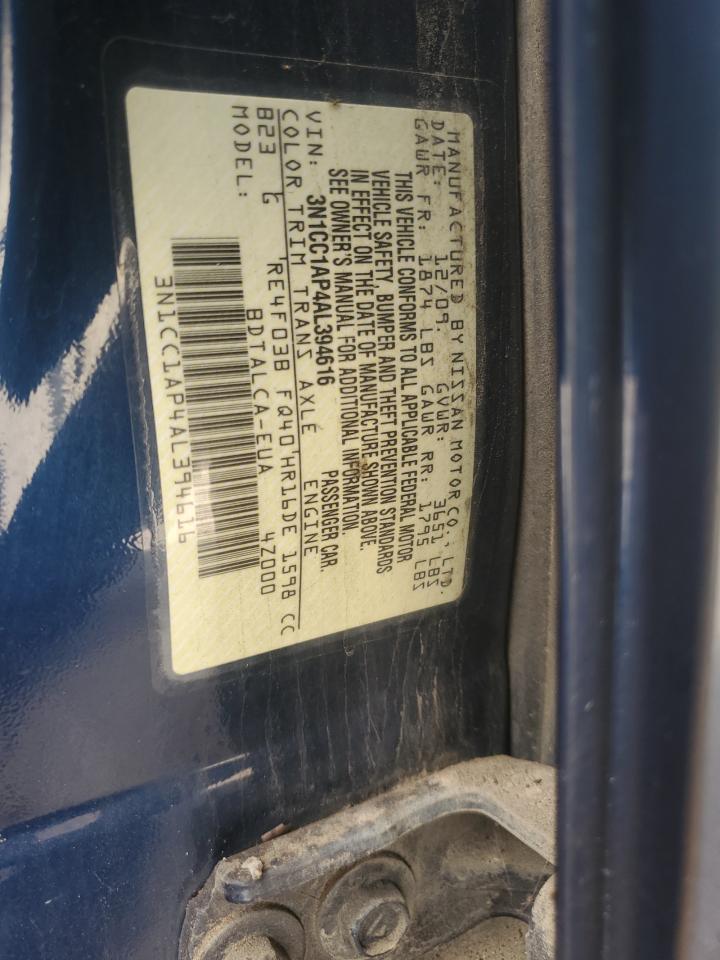 MANUFACTURED BY NISSAN MOTOR CO., LTD.
DATE: 12/09. GVWR: 3651 LBS
GAWR FR: 1874 LBS GAWR RR: 1795 LBS
THIS VEHICLE CONFORMS TO ALL APPLICABLE FEDERAL MOTOR
VEHICLE SAFETY, BUMPER AND THEFT PREVENTION STANDARDS
IN EFFECT ON THE DATE OF MANUFACTURE SHOWN ABOVE.
SEE OWNER'S MANUAL FOR ADDITIONAL INFORMATION.
VIN: 3N1CC1AP4AL394616 PASSENGER CAR.
COLOR TRIM TRANS AXLE ENGINE
B23 G RE4F03B FQ40 HR16DE 1598 CC
MODEL: BDTALCA-EUA 4Z000
3N1CC1AP4AL394616